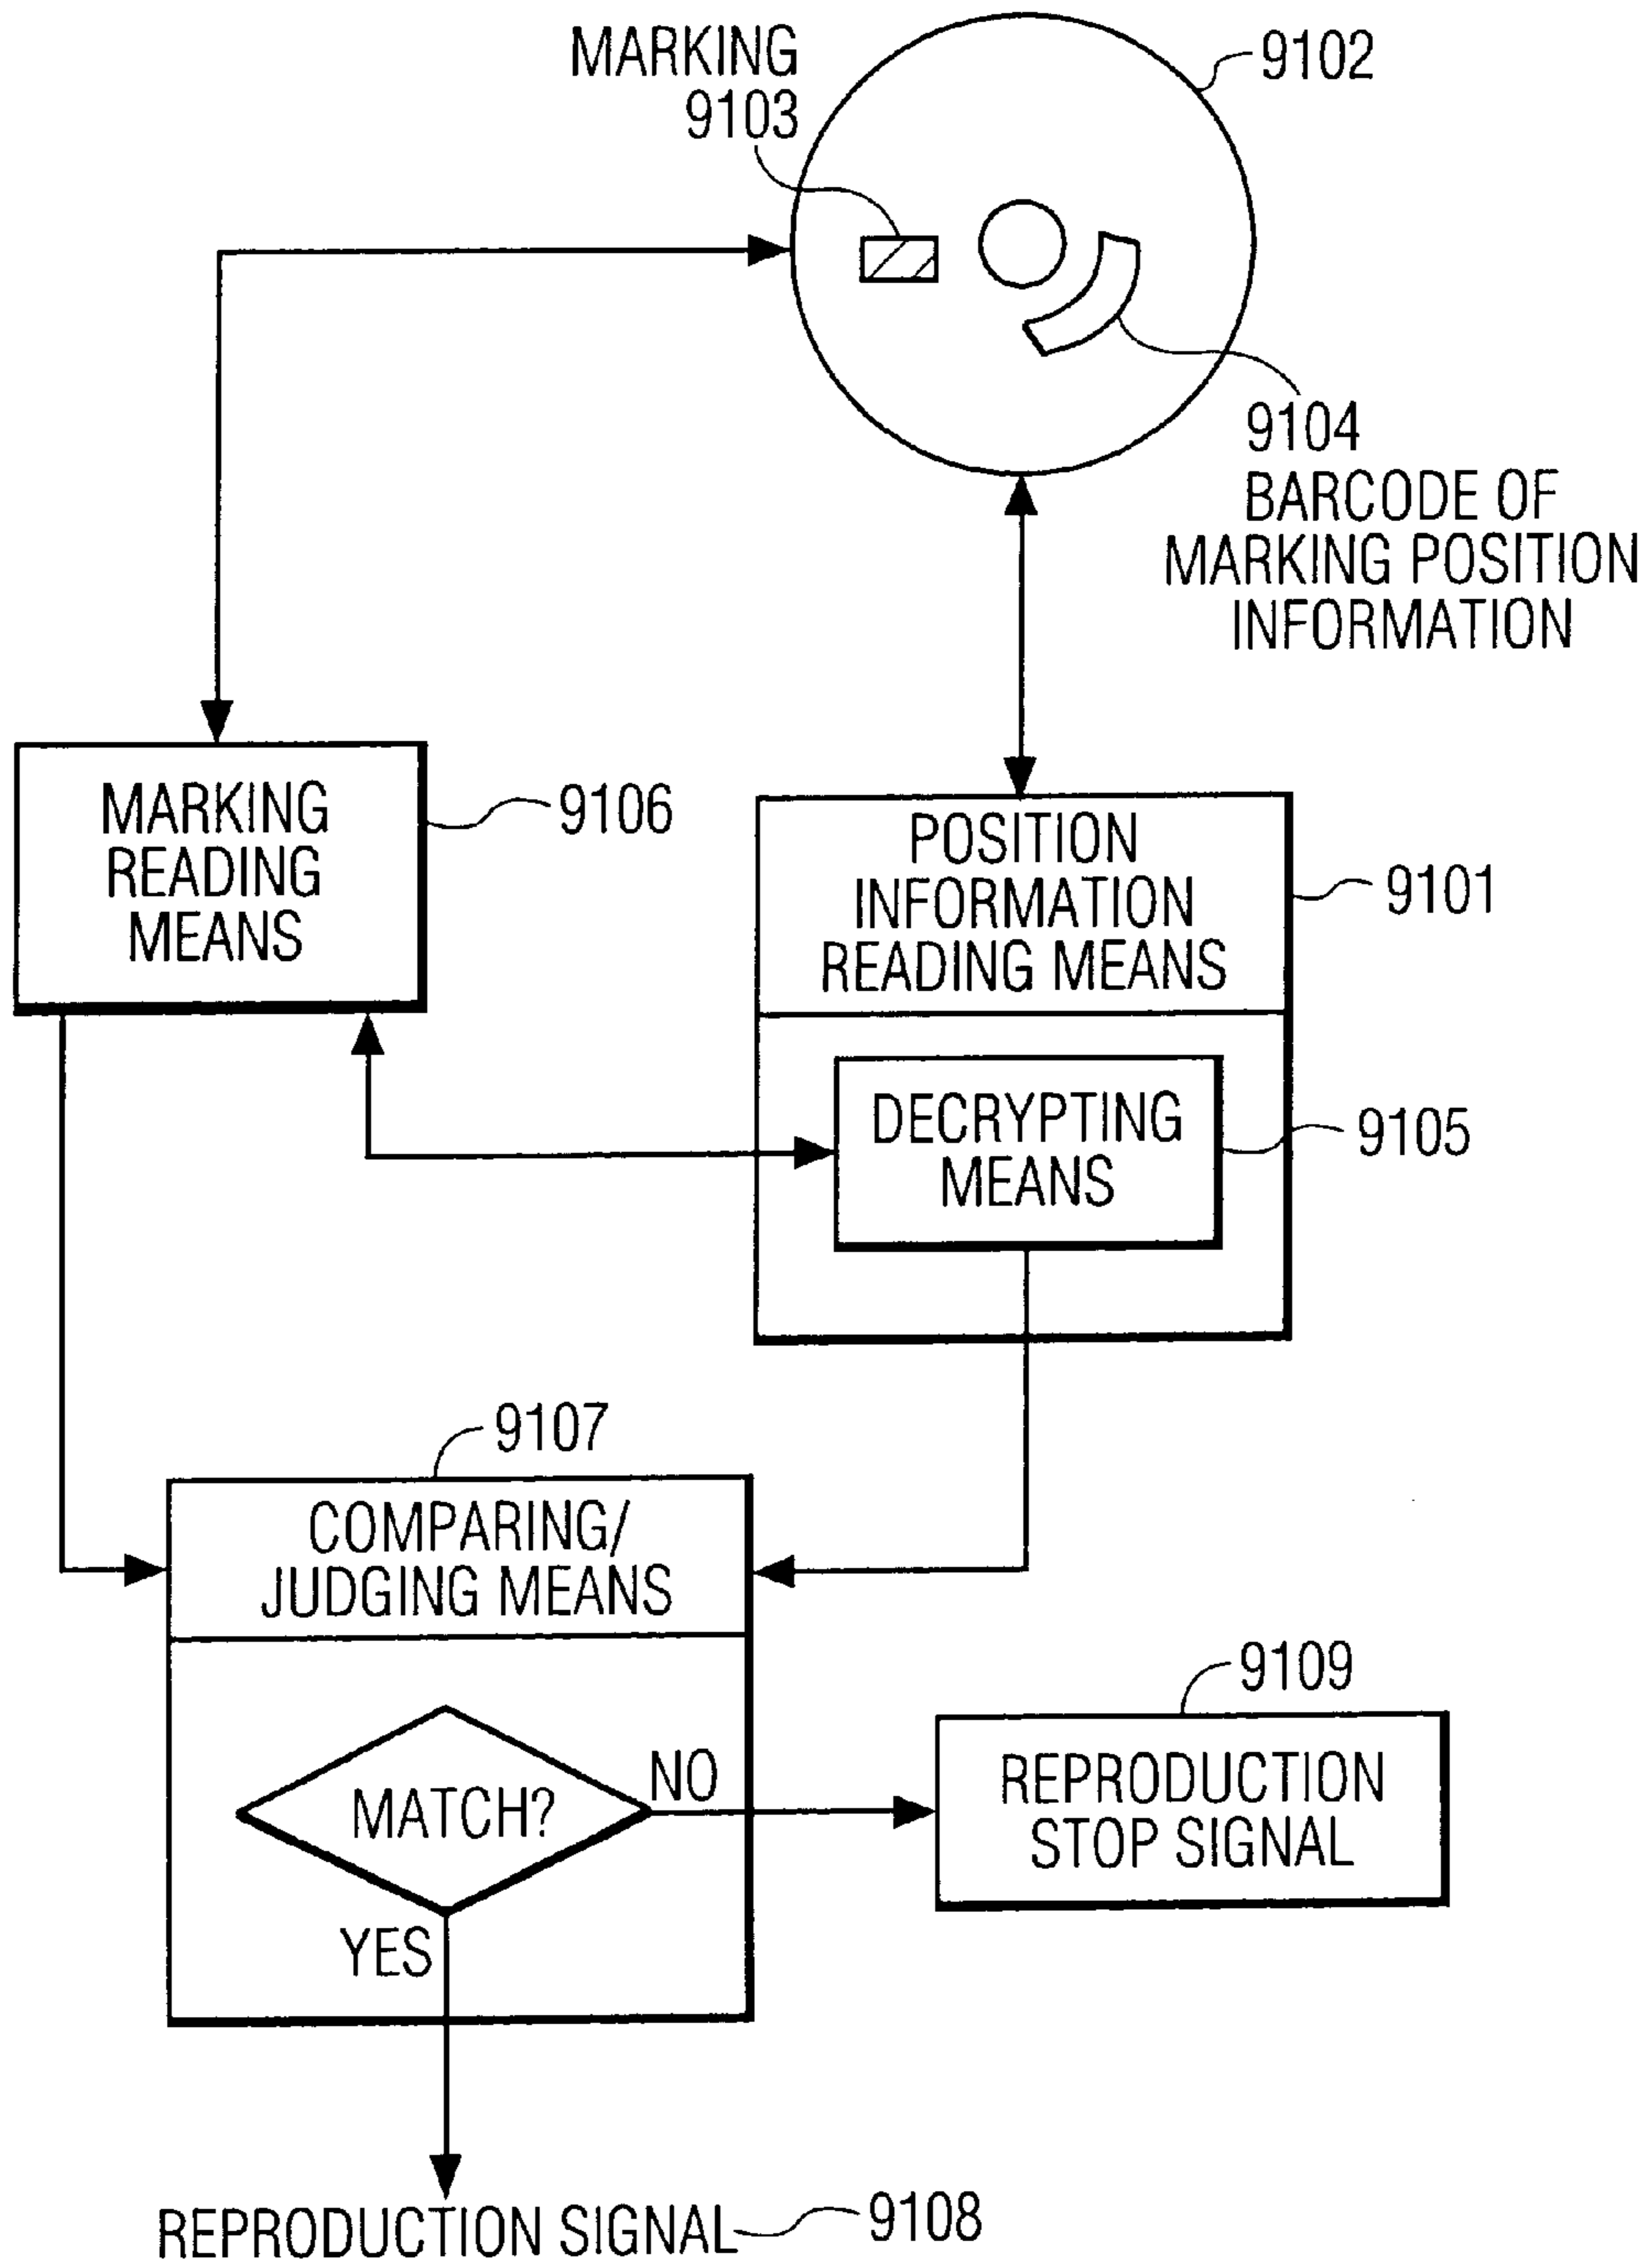 MARKING
9103
9102
9104
BARCODE OF
MARKING POSITION
INFORMATION
MARKING
READING
MEANS
9106
POSITION
INFORMATION
READING MEANS
9101
DECRYPTING
MEANS
9105
9107
COMPARING/
JUDGING MEANS
MATCH?
NO
YES
9109
REPRODUCTION
STOP SIGNAL
REPRODUCTION SIGNAL
9108